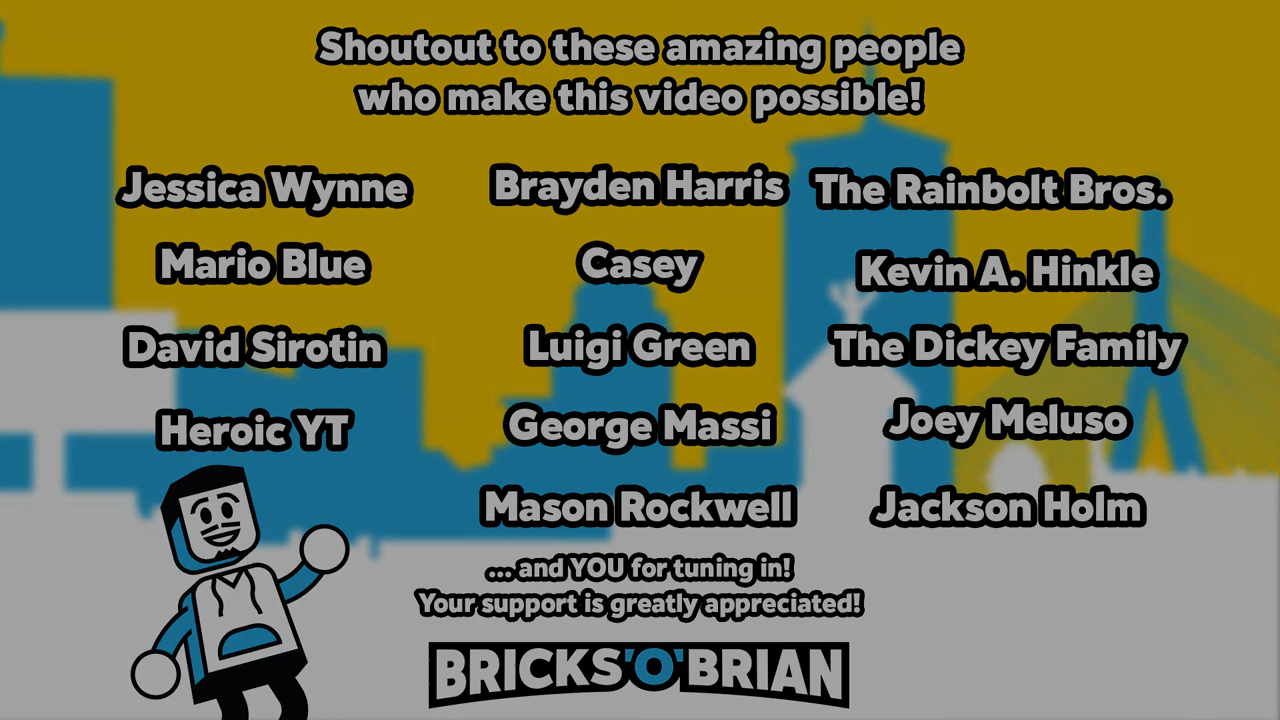 Shoutout to these amazing people
who make this video possible!
Jessica Wynne
Brayden Harris
The Rainbolt Bros.
Mario Blue
Casey
Kevin A. Hinkle
David Sirotin
Luigi Green
The Dickey Family
Heroic YT
George Massi
Joey Meluso
Mason Rockwell
Jackson Holm
... and YOU for tuning in!
Your support is greatly appreciated!
BRICKS'O'BRIAN